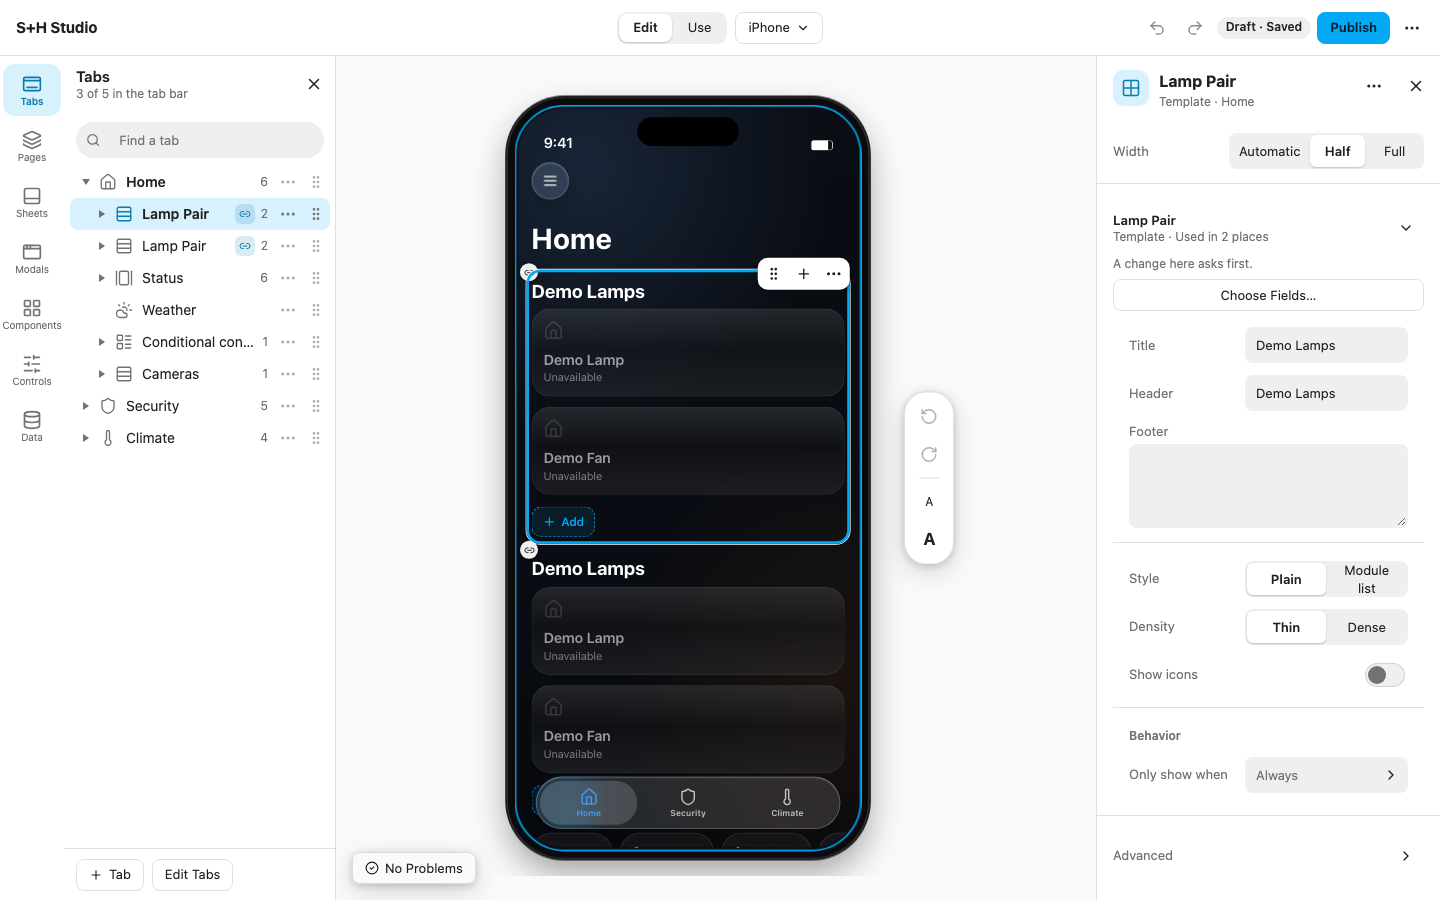 S+H Studio
Edit
Use
iPhone
Draft · Saved
Publish
Tabs
Pages
Sheets
Modals
Components
Controls
Data
Tabs
3 of 5 in the tab bar
Find a tab
Home 6
Lamp Pair 2
Lamp Pair 2
Status 6
Weather
Conditional con... 1
Cameras 1
Security 5
Climate 4
Tab
Edit Tabs
9:41
Home
Demo Lamps
Demo Lamp
Unavailable
Demo Fan
Unavailable
Add
Demo Lamps
Demo Lamp
Unavailable
Demo Fan
Unavailable
Home
Security
Climate
No Problems
A
A
Lamp Pair
Template · Home
Width
Automatic
Half
Full
Lamp Pair
Template · Used in 2 places
A change here asks first.
Choose Fields...
Title
Demo Lamps
Header
Demo Lamps
Footer
Style
Plain
Module
list
Density
Thin
Dense
Show icons
Behavior
Only show when
Always
Advanced